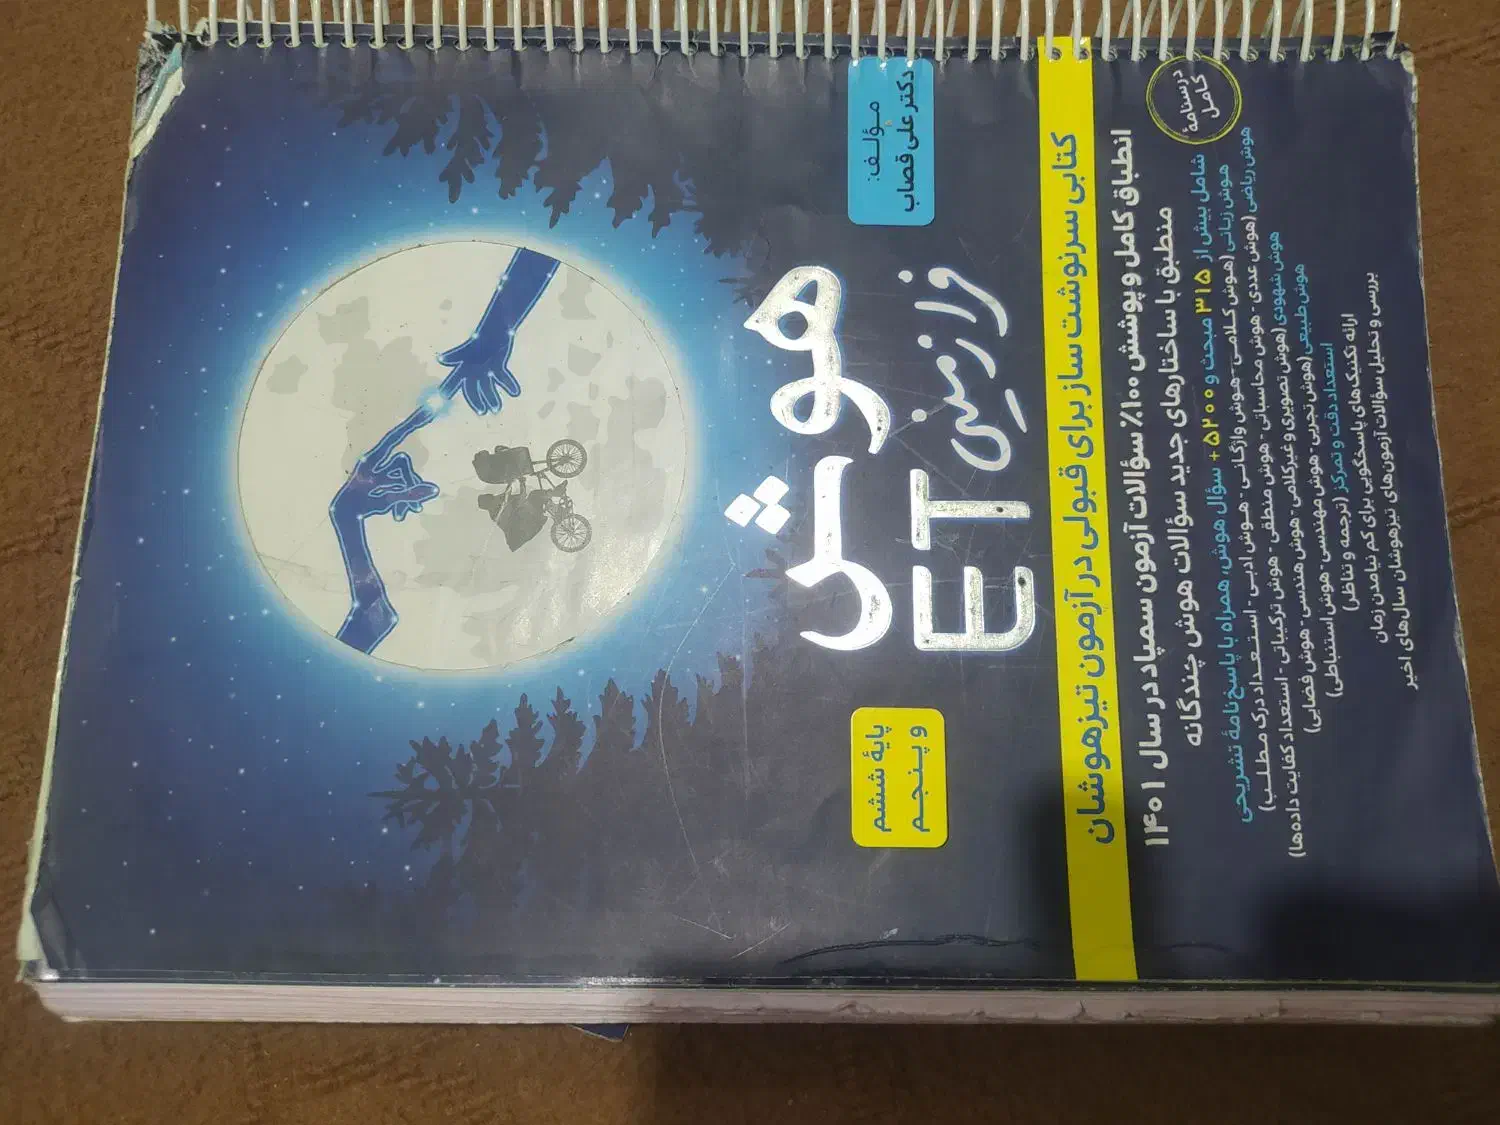 مؤلف:
دکتر علی قصاب
هوش
فرازمینی
ET
پایهٔ ششم
و پنجم
کتابی سرنوشت ساز برای قبولی در آزمون تیزهوشان
درسنامهٔ
کامل
انطباق کامل و پوشش ۱۰۰٪ سؤالات آزمون سمپاد در سال ۱۴۰۱
منطبق با ساختارهای جدید سؤالات هوش چندگانه
شامل بیش از ۳۱۵ مبحث و ۵۲۰۰+ سؤال هوش، همراه با پاسخ‌نامهٔ تشریحی
هوش زبانی (هوش کلامی - هوش واژگانی - هوش ادبی - استعداد درک مطلب)
هوش ریاضی (هوش عددی - هوش محاسباتی - هوش منطقی - هوش ترکیباتی - استعداد کفایت داده‌ها)
هوش شهودی (هوش تصویری و غیرکلامی - هوش هندسی - هوش فضایی)
هوش طبیعی (هوش تجربی - هوش مهندسی - هوش استنباطی)
استعداد دقت و تمرکز (ترجمه و تناظر)
ارائه تکنیک‌های پاسخگویی برای کم نیامدن زمان
بررسی و تحلیل سؤالات آزمون‌های تیزهوشان سال‌های اخیر